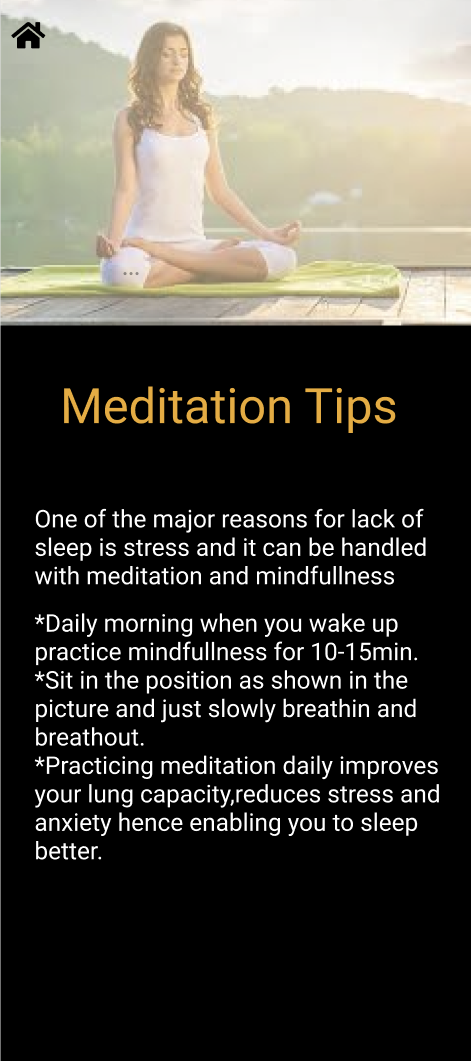 Meditation Tips
One of the major reasons for lack of
sleep is stress and it can be handled
with meditation and mindfullness
*Daily morning when you wake up
practice mindfullness for 10-15min.
*Sit in the position as shown in the
picture and just slowly breathin and
breathout.
*Practicing meditation daily improves
your lung capacity,reduces stress and
anxiety hence enabling you to sleep
better.